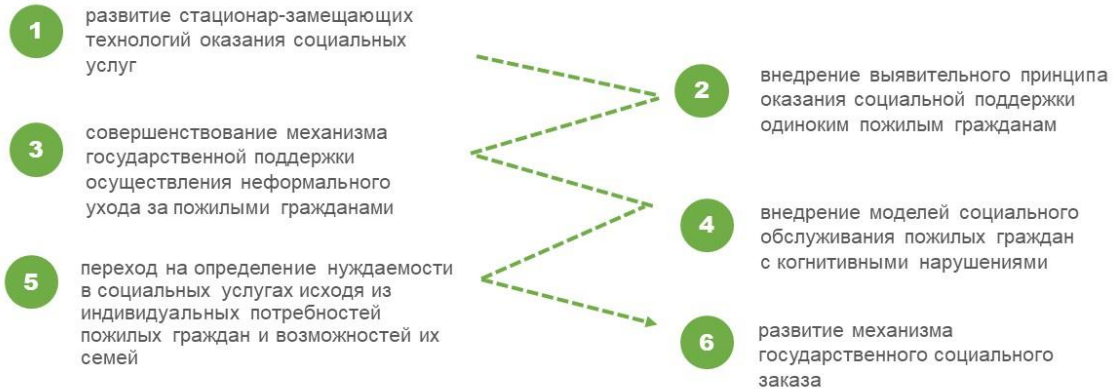 1
развитие стационар-замещающих
технологий оказания социальных
услуг
2
внедрение выявительного принципа
оказания социальной поддержки
одиноким пожилым гражданам
3
совершенствование механизма
государственной поддержки
осуществления неформального
ухода за пожилыми гражданами
4
внедрение моделей социального
обслуживания пожилых граждан
с когнитивными нарушениями
5
переход на определение нуждаемости
в социальных услугах исходя из
индивидуальных потребностей
пожилых граждан и возможностей их
семей
6
развитие механизма
государственного социального
заказа